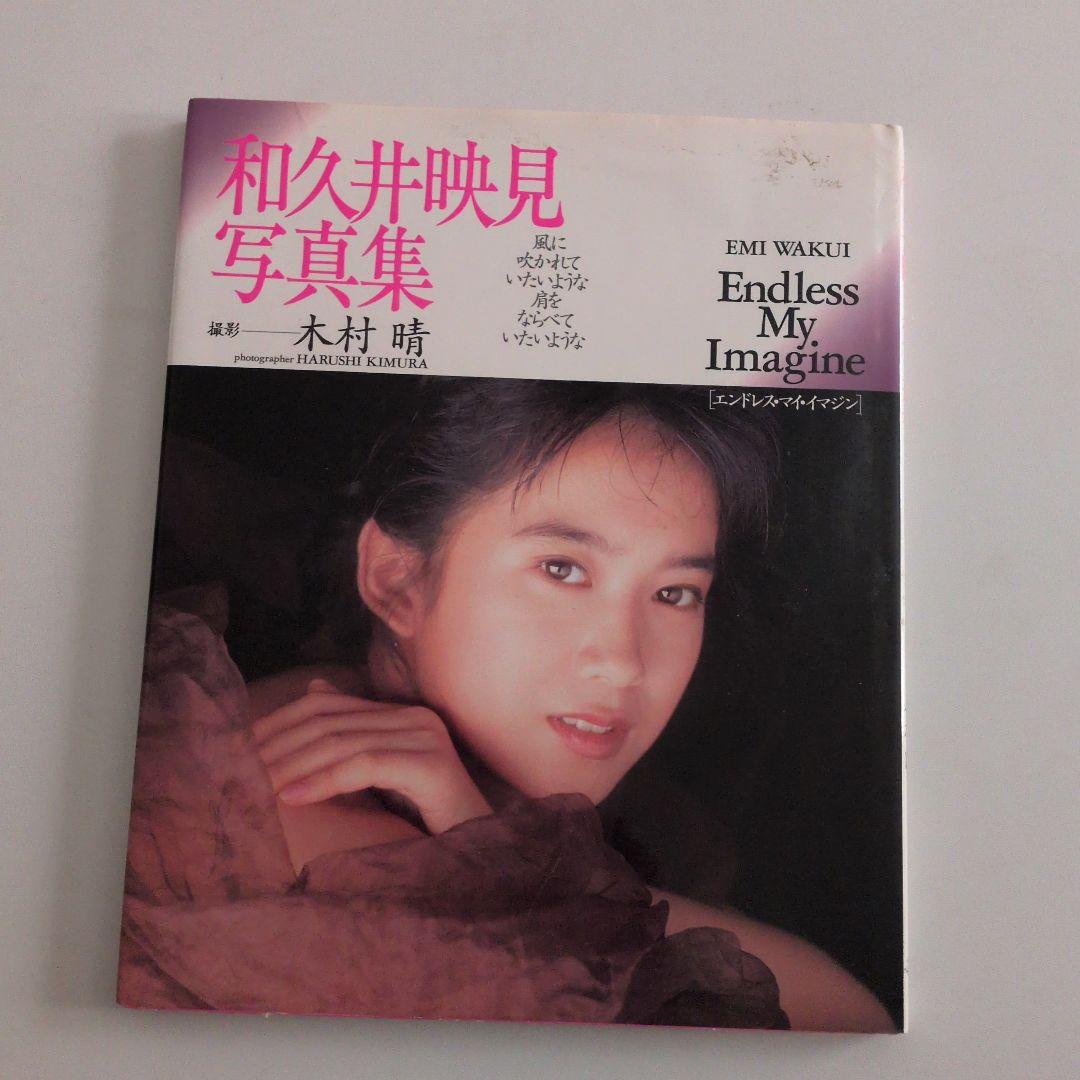 和久井映見
写真集
撮影 木村 晴
photographer HARUSHI KIMURA
風に
吹かれて
いたいような
肩を
ならべて
いたいような
EMI WAKUI
Endless
My
Imagine
[エンドレス・マイ・イマジン]